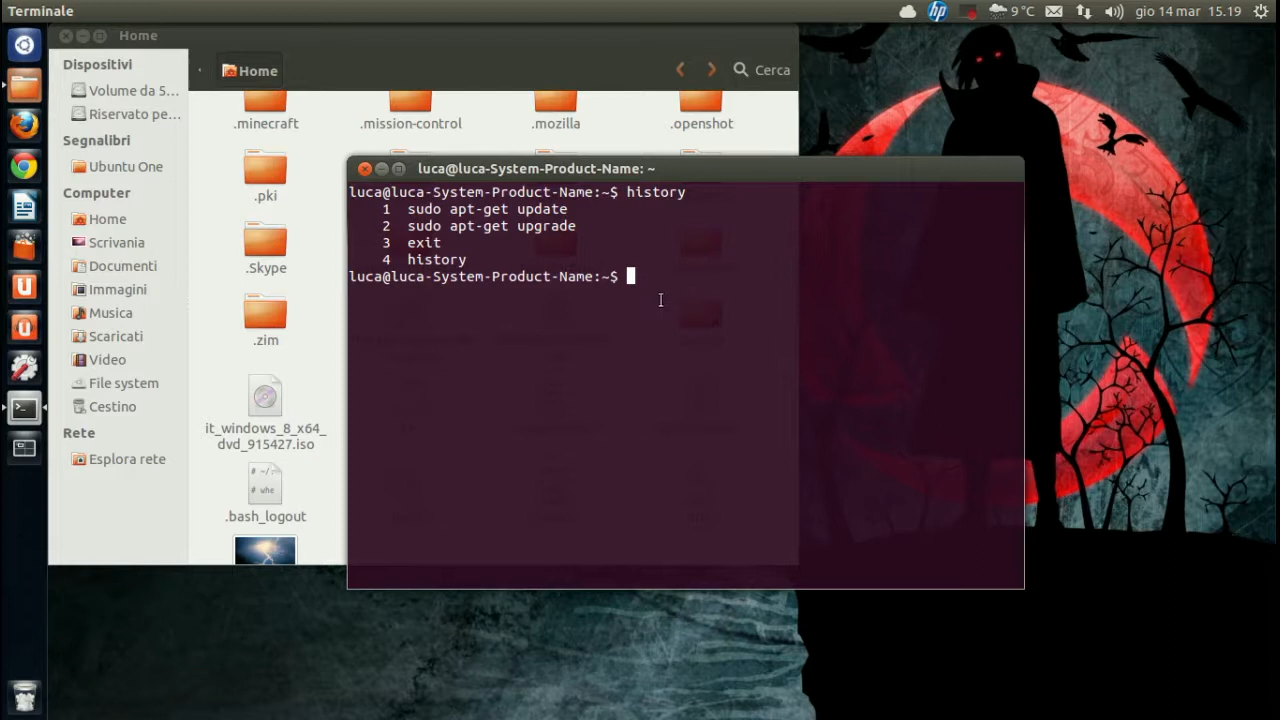 Terminale
9 °C
gio 14 mar 15.19
Home
Dispositivi
Volume da 5...
Riservato pe...
Segnalibri
Ubuntu One
Computer
Home
Scrivania
Documenti
Immagini
Musica
Scaricati
Video
File system
Cestino
Rete
Esplora rete
Home
Cerca
.minecraft
.mission-control
.mozilla
.openshot
.pki
.Skype
.zim
it_windows_8_x64_
dvd_915427.iso
# ~/
# whe
.bash_logout
luca@luca-System-Product-Name: ~
luca@luca-System-Product-Name:~$ history
1 sudo apt-get update
2 sudo apt-get upgrade
3 exit
4 history
luca@luca-System-Product-Name:~$